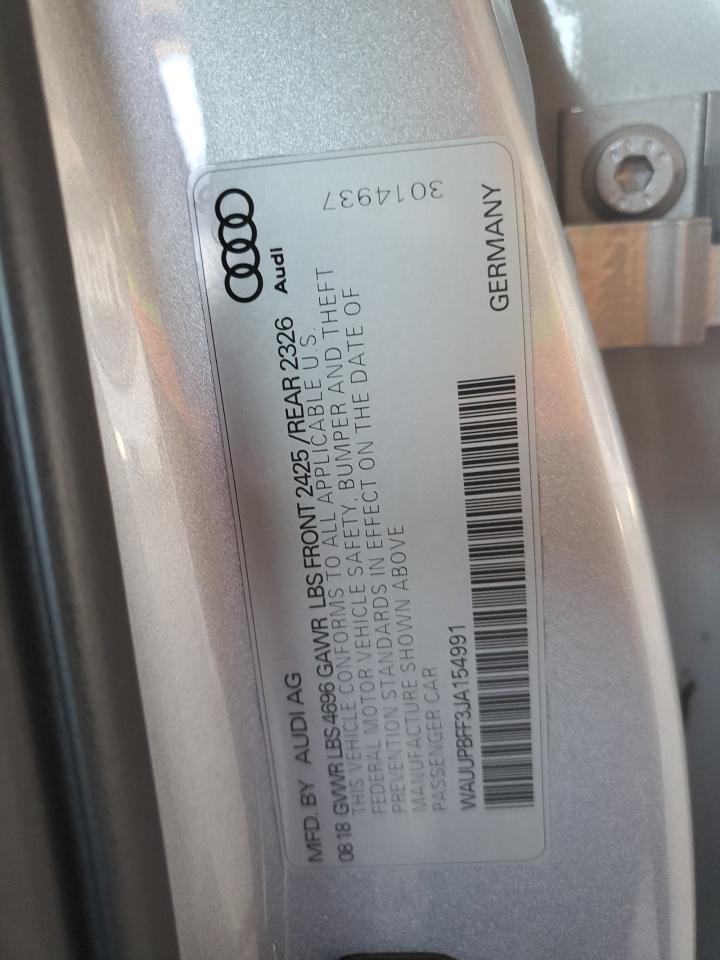 MFD. BY AUDI AG
08 18 GVWR LBS 4696 GAWR LBS FRONT 2425 /REAR 2326
THIS VEHICLE CONFORMS TO ALL APPLICABLE U.S.
FEDERAL MOTOR VEHICLE SAFETY, BUMPER AND THEFT
PREVENTION STANDARDS IN EFFECT ON THE DATE OF
MANUFACTURE SHOWN ABOVE
PASSENGER CAR
WAUUPBFF3JA154991
Audi
3014937
GERMANY